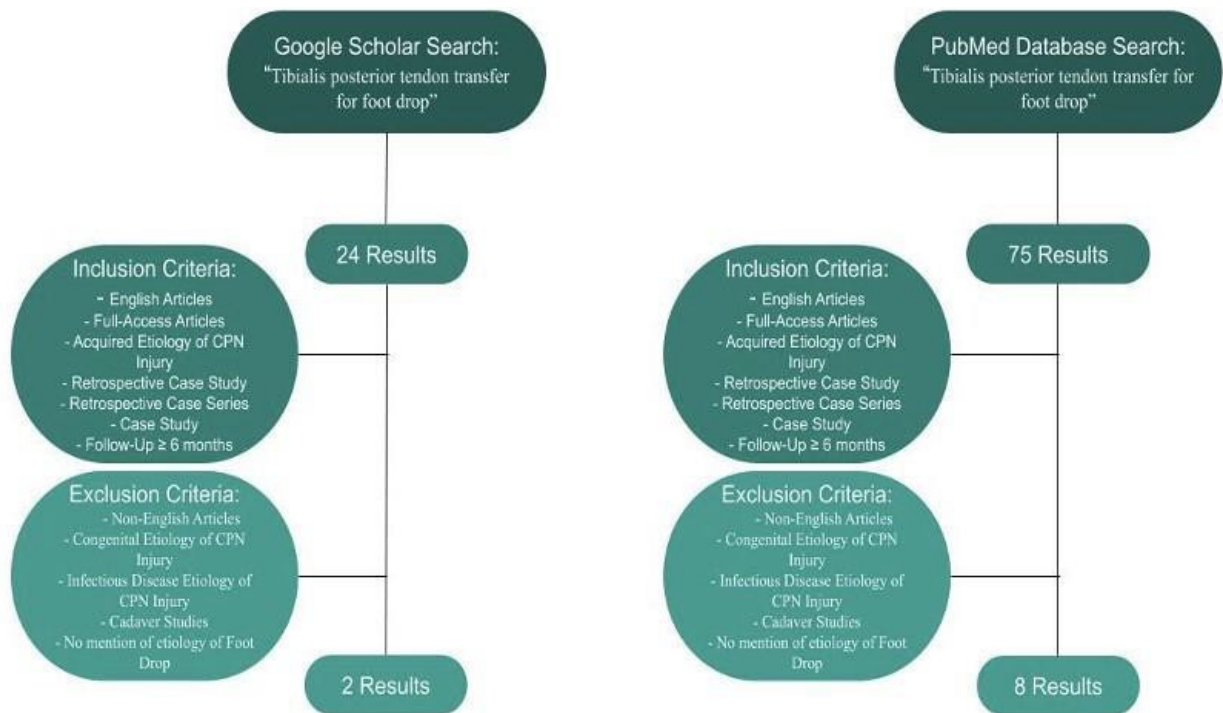 Google Scholar Search:
“Tibialis posterior tendon transfer
for foot drop”
24 Results
Inclusion Criteria:
- English Articles
- Full-Access Articles
- Acquired Etiology of CPN
Injury
- Retrospective Case Study
- Retrospective Case Series
- Case Study
- Follow-Up ≥ 6 months
Exclusion Criteria:
- Non-English Articles
- Congenital Etiology of CPN
Injury
- Infectious Disease Etiology of
CPN Injury
- Cadaver Studies
- No mention of etiology of Foot
Drop
2 Results
PubMed Database Search:
“Tibialis posterior tendon transfer for
foot drop”
75 Results
Inclusion Criteria:
- English Articles
- Full-Access Articles
- Acquired Etiology of CPN
Injury
- Retrospective Case Study
- Retrospective Case Series
- Case Study
- Follow-Up ≥ 6 months
Exclusion Criteria:
- Non-English Articles
- Congenital Etiology of CPN
Injury
- Infectious Disease Etiology of
CPN Injury
- Cadaver Studies
- No mention of etiology of Foot
Drop
8 Results